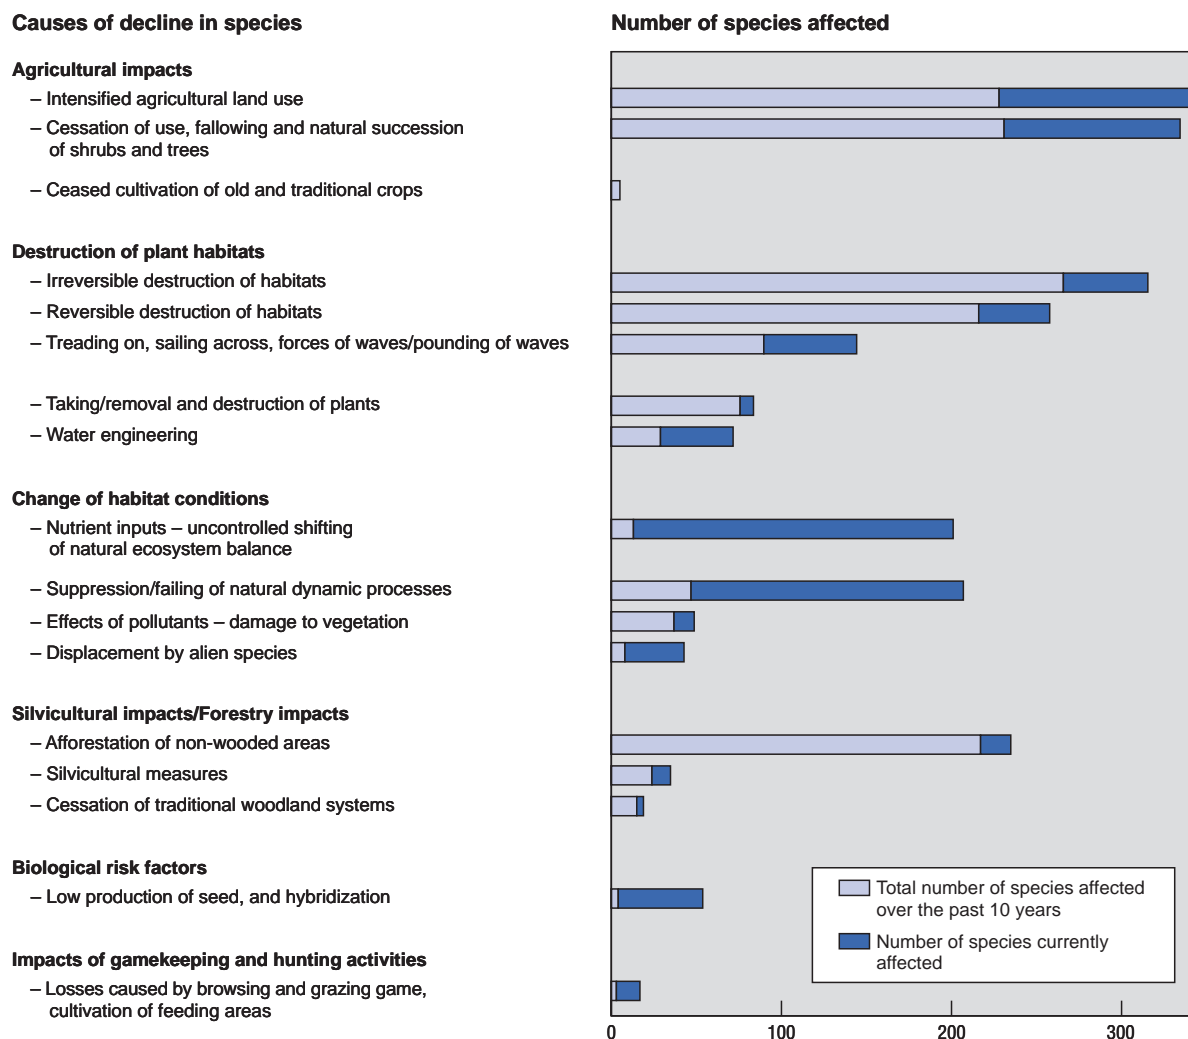 Causes of decline in species
Number of species affected
Agricultural impacts
– Intensified agricultural land use
– Cessation of use, fallowing and natural succession
of shrubs and trees
– Ceased cultivation of old and traditional crops
Destruction of plant habitats
– Irreversible destruction of habitats
– Reversible destruction of habitats
– Treading on, sailing across, forces of waves/pounding of waves
– Taking/removal and destruction of plants
– Water engineering
Change of habitat conditions
– Nutrient inputs – uncontrolled shifting
of natural ecosystem balance
– Suppression/failing of natural dynamic processes
– Effects of pollutants – damage to vegetation
– Displacement by alien species
Silvicultural impacts/Forestry impacts
– Afforestation of non-wooded areas
– Silvicultural measures
– Cessation of traditional woodland systems
Biological risk factors
– Low production of seed, and hybridization
Impacts of gamekeeping and hunting activities
– Losses caused by browsing and grazing game,
cultivation of feeding areas
Total number of species affected
over the past 10 years
Number of species currently
affected
0 100 200 300